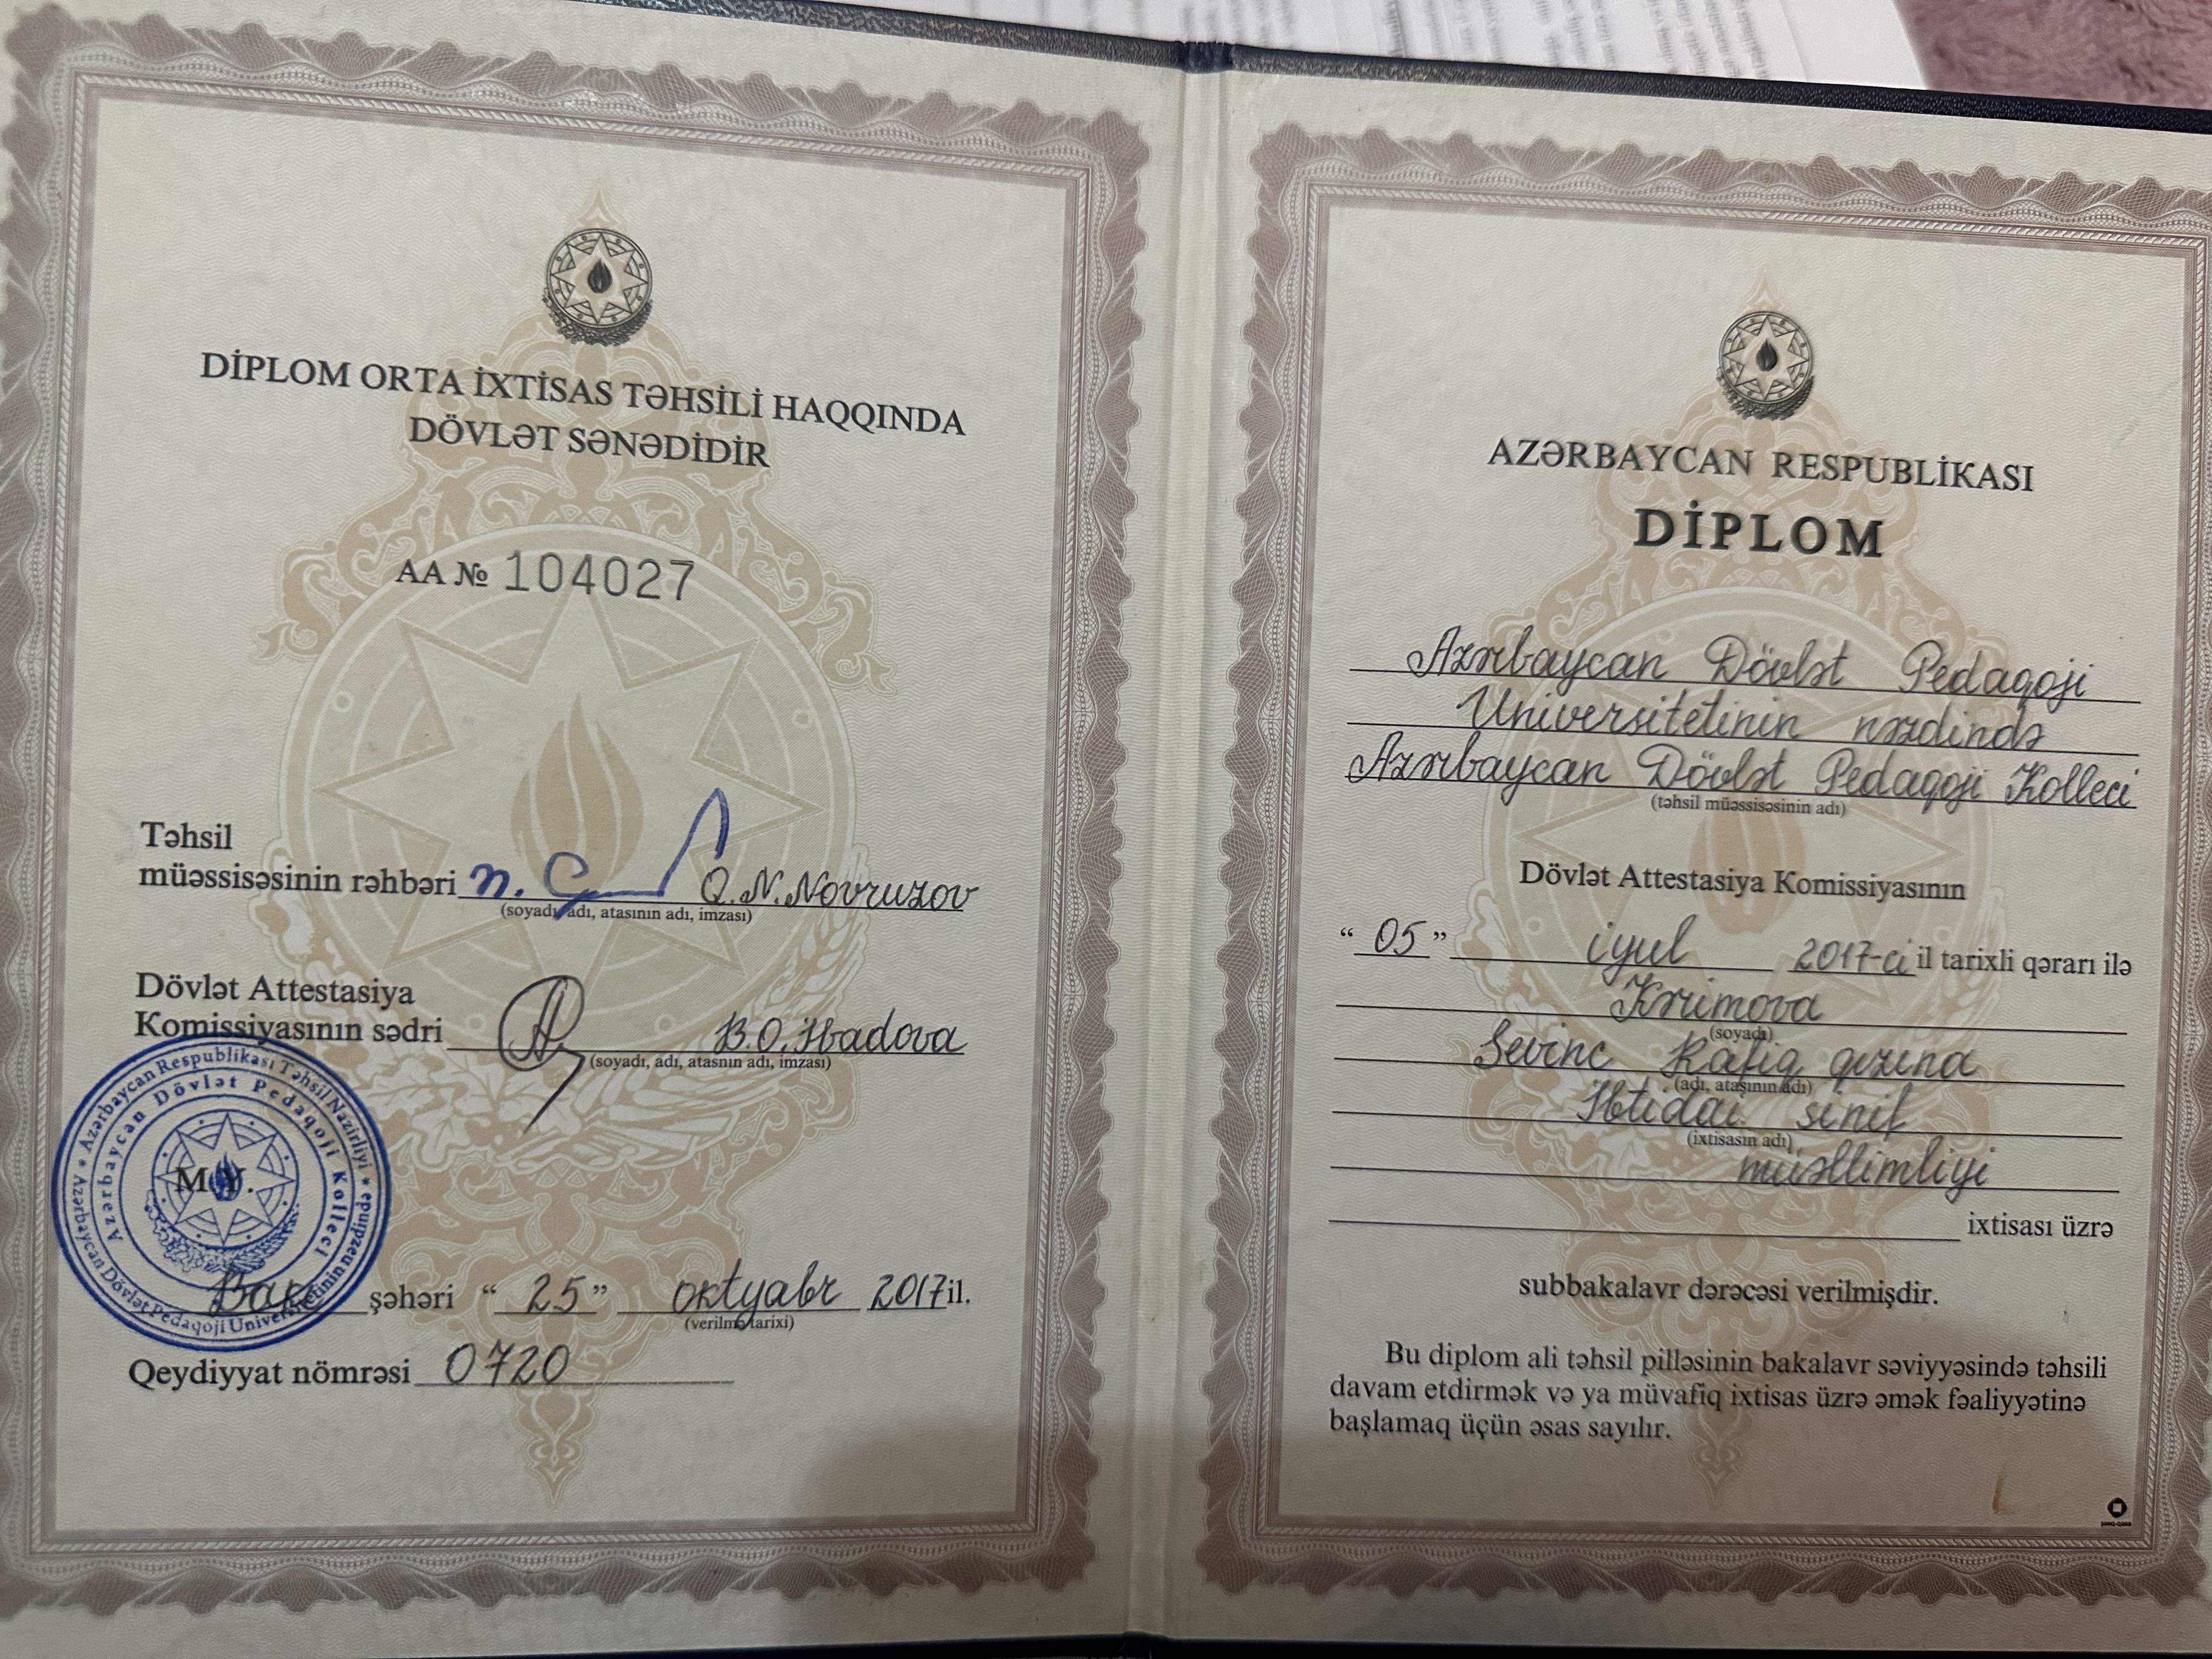 DİPLOM ORTA İXTİSAS TƏHSİLİ HAQQINDA
DÖVLƏT SƏNƏDİDİR
AA № 104027
Təhsil
müəssisəsinin rəhbəri Q.N.Novruzov
(soyadı, adı, atasının adı, imzası)
Dövlət Attestasiya
Komissiyasının sədri B.O.İbadova
(soyadı, adı, atasnın adı, imzası)
Azərbaycan Respublikası Təhsil Nazirliyi
Azərbaycan Dövlət Pedaqoji Universitetinin nəzdində
Azərbaycan Dövlət Pedaqoji Kolleci
M.Y.
Bakı şəhəri “ 25 ” oktyabr 2017 il.
(verilmə tarixi)
Qeydiyyat nömrəsi 0720
AZƏRBAYCAN RESPUBLİKASI
DİPLOM
Azərbaycan Dövlət Pedaqoji
Universitetinin nəzdində
Azərbaycan Dövlət Pedaqoji Kolleci
(təhsil müəssisəsinin adı)
Dövlət Attestasiya Komissiyasının
“ 05 ” iyul 2017-ci il tarixli qərarı ilə
Kərimova
(soyadı)
Sevinc Rafiq qızına
(adı, atasının adı)
İbtidai sinif
(ixtisasın adı)
müəllimliyi
ixtisası üzrə
subbakalavr dərəcəsi verilmişdir.
Bu diplom ali təhsil pilləsinin bakalavr səviyyəsində təhsili
davam etdirmək və ya müvafiq ixtisas üzrə əmək fəaliyyətinə
başlamaq üçün əsas sayılır.